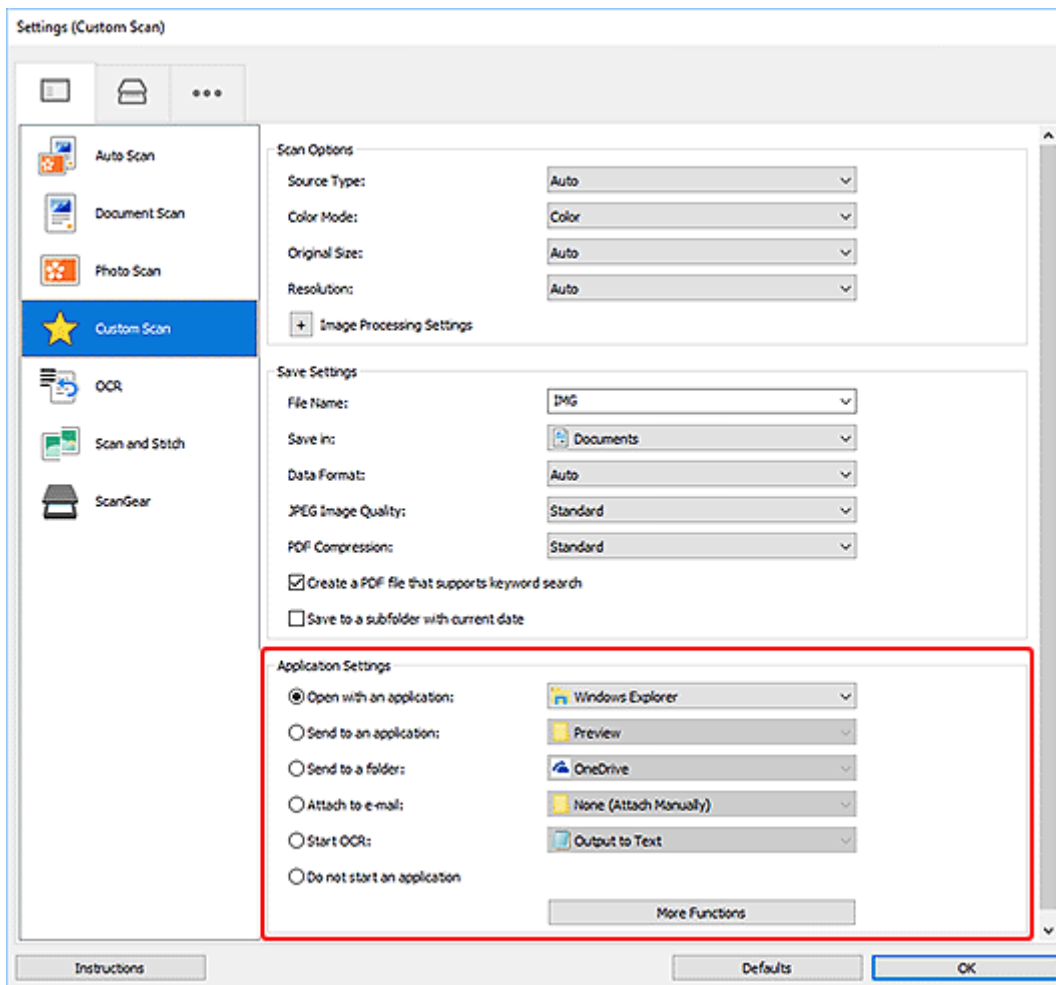 Settings (Custom Scan)
Auto Scan
Document Scan
Photo Scan
Custom Scan
OCR
Scan and Stitch
ScanGear
Scan Options
Source Type: Auto
Color Mode: Color
Original Size: Auto
Resolution: Auto
+ Image Processing Settings
Save Settings
File Name: IMG
Save in: Documents
Data Format: Auto
JPEG Image Quality: Standard
PDF Compression: Standard
Create a PDF file that supports keyword search
Save to a subfolder with current date
Application Settings
Open with an application: Windows Explorer
Send to an application: Preview
Send to a folder: OneDrive
Attach to e-mail: None (Attach Manually)
Start OCR: Output to Text
Do not start an application
More Functions
Instructions Defaults OK